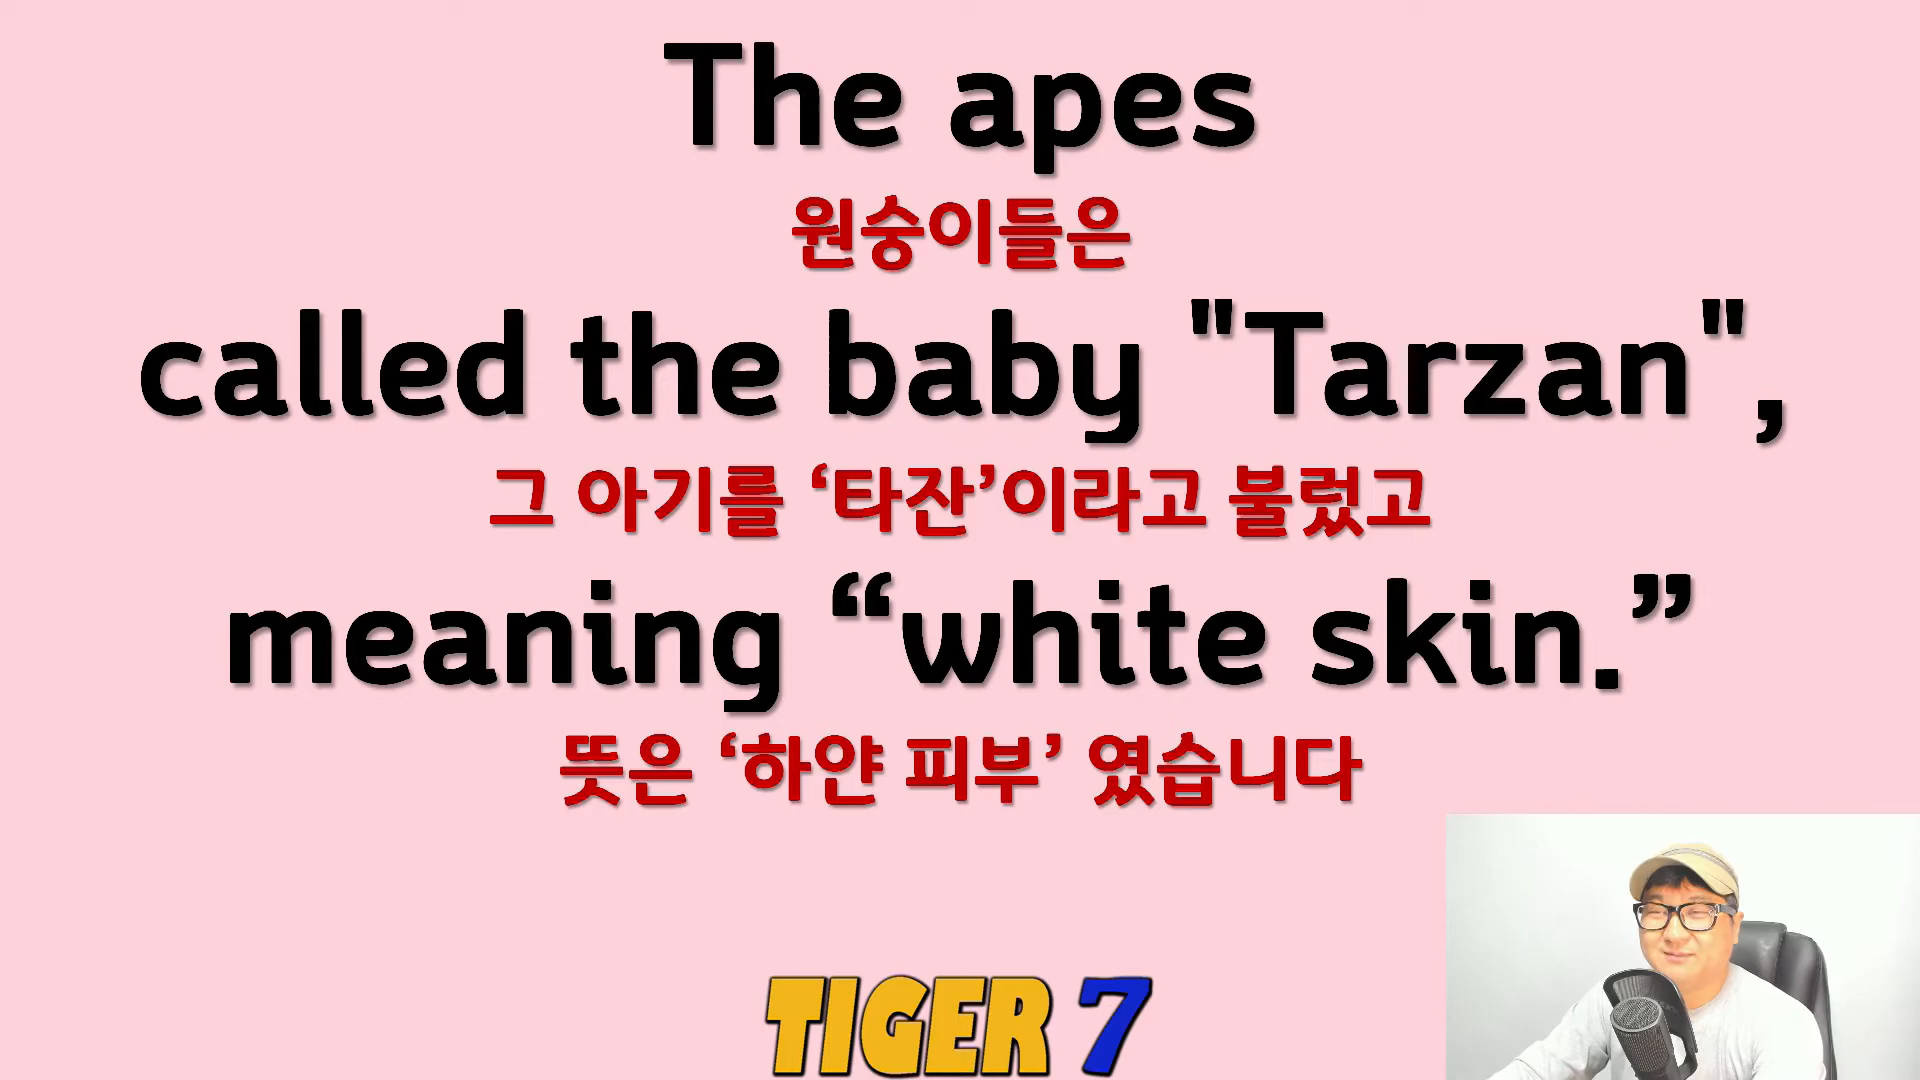 The apes
원숭이들은
called the baby "Tarzan",
그 아기를 ‘타잔’이라고 불렀고
meaning “white skin.”
뜻은 ‘하얀 피부’ 였습니다
TIGER 7